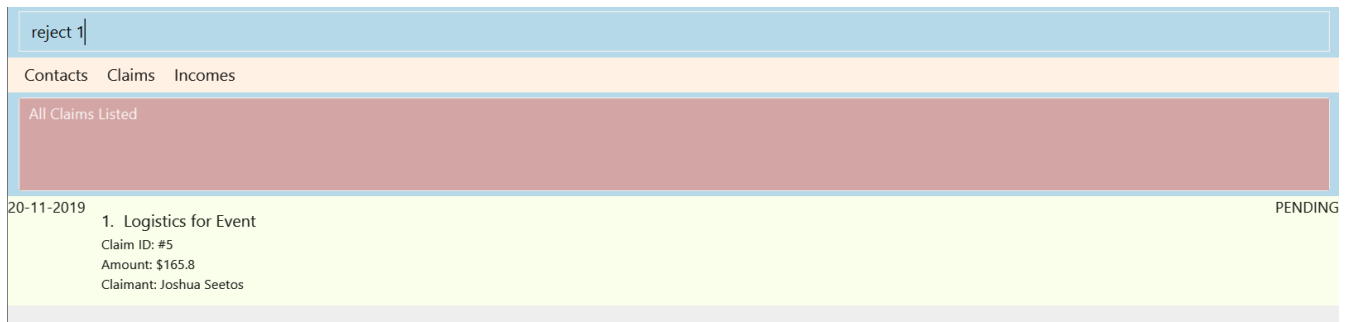 reject 1
Contacts Claims Incomes
All Claims Listed
20-11-2019
PENDING
1. Logistics for Event
Claim ID: #5
Amount: $165.8
Claimant: Joshua Seetos